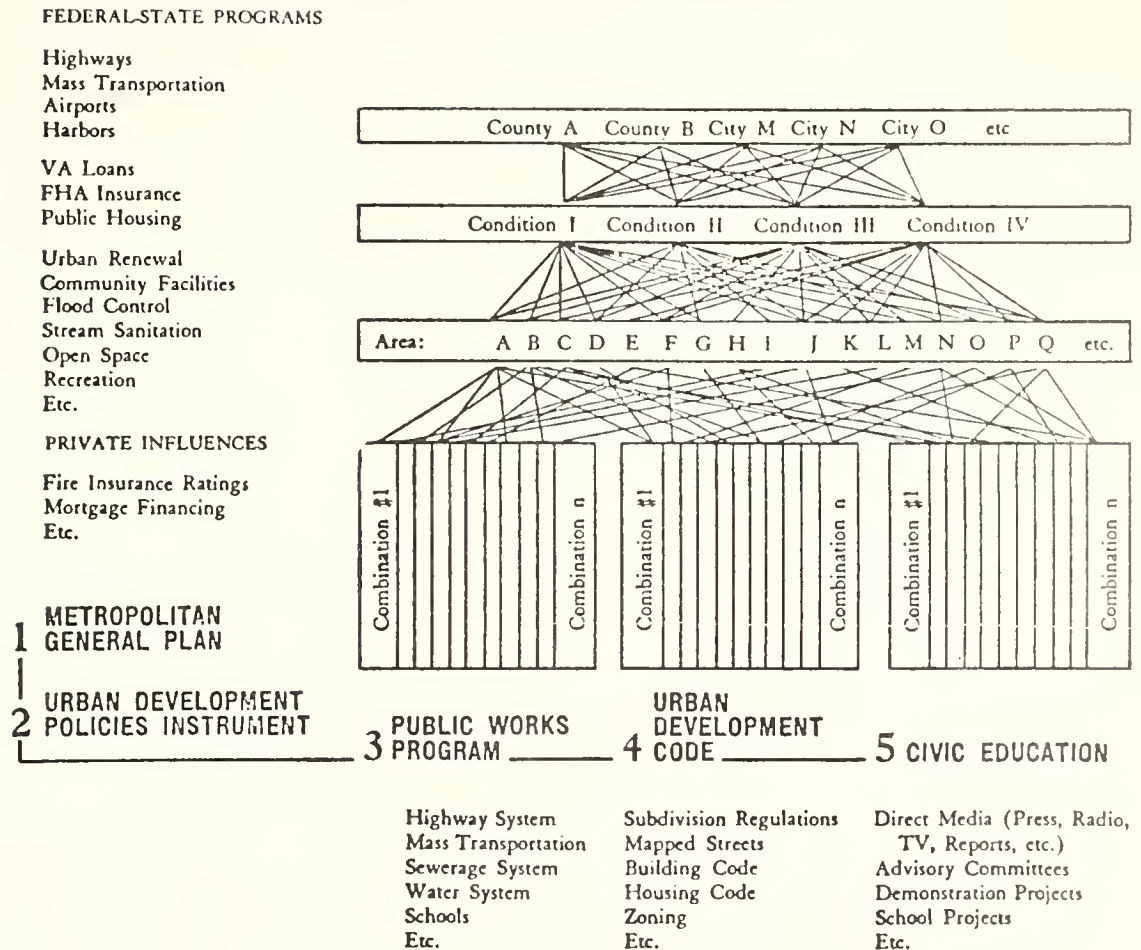 FEDERAL-STATE PROGRAMS
Highways
Mass Transportation
Airports
Harbors
VA Loans
FHA Insurance
Public Housing
Urban Renewal
Community Facilities
Flood Control
Stream Sanitation
Open Space
Recreation
Etc.
PRIVATE INFLUENCES
Fire Insurance Ratings
Mortgage Financing
Etc.
County A County B City M City N City O etc
Condition I Condition II Condition III Condition IV
Area: A B C D E F G H I J K L M N O P Q etc.
Combination #1
Combination n
Combination #1
Combination n
Combination #1
Combination n
1 METROPOLITAN
GENERAL PLAN
2 URBAN DEVELOPMENT
POLICIES INSTRUMENT
3 PUBLIC WORKS
PROGRAM
4 URBAN
DEVELOPMENT
CODE
5 CIVIC EDUCATION
Highway System
Mass Transportation
Sewerage System
Water System
Schools
Etc.
Subdivision Regulations
Mapped Streets
Building Code
Housing Code
Zoning
Etc.
Direct Media (Press, Radio,
TV, Reports, etc.)
Advisory Committees
Demonstration Projects
School Projects
Etc.